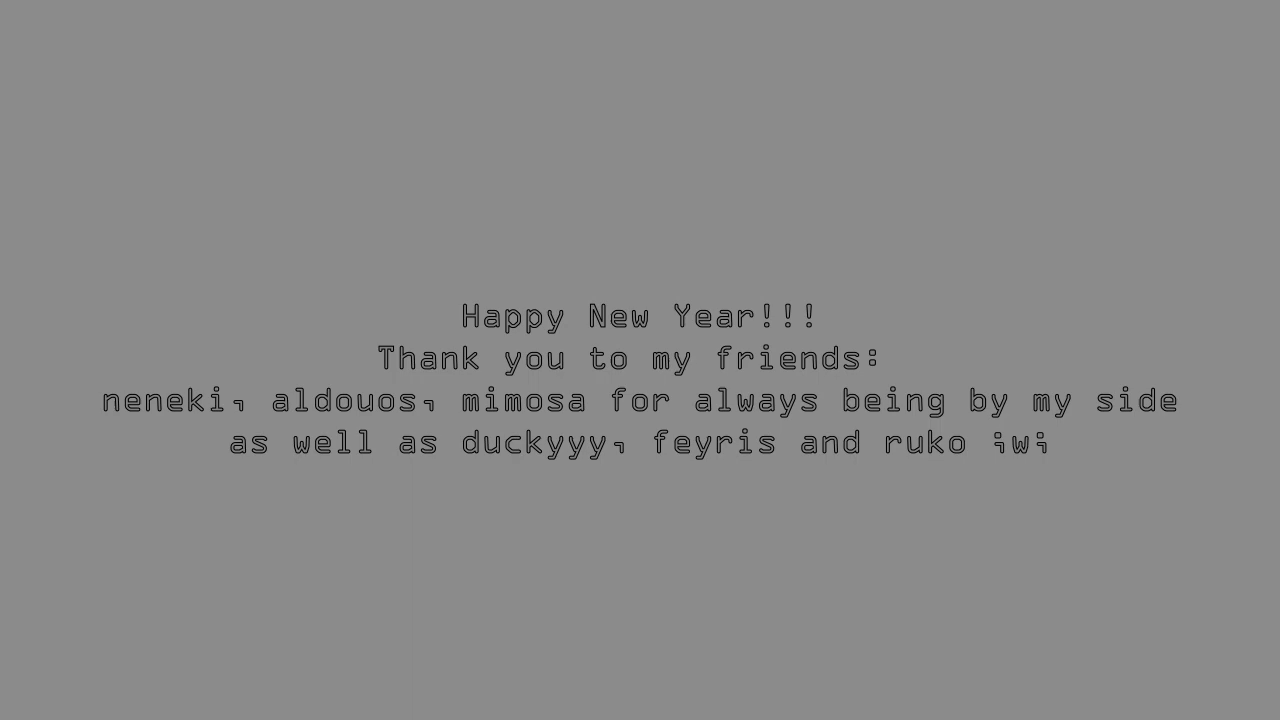 Happy New Year!!!
Thank you to my friends:
neneki, aldouos, mimosa for always being by my side
as well as duckyyy, feyris and ruko ;w;